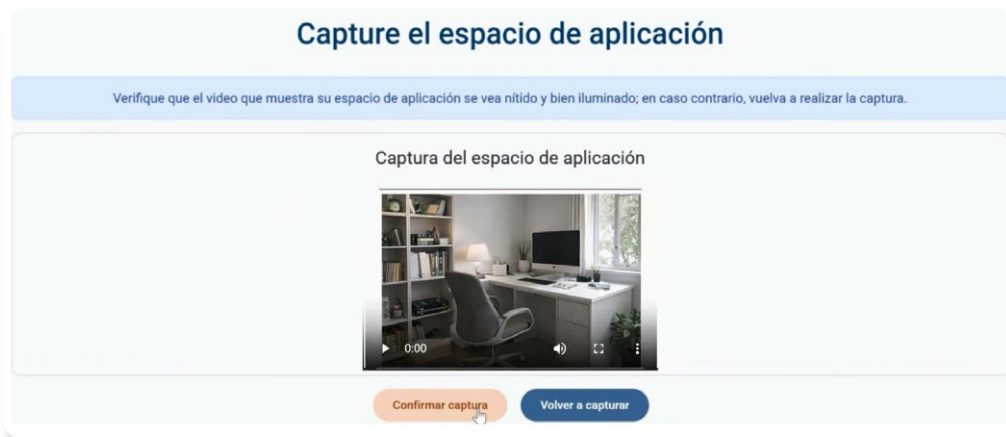 Capture el espacio de aplicación
Verifique que el video que muestra su espacio de aplicación se vea nítido y bien iluminado; en caso contrario, vuelva a realizar la captura.
Captura del espacio de aplicación
0:00
Confirmar captura
Volver a capturar